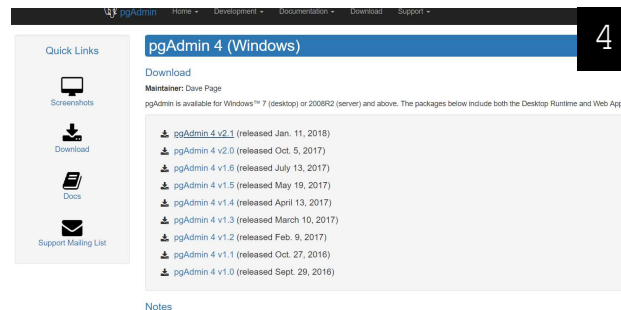 pgAdmin Home Development Documentation Download Support
4
Quick Links
Screenshots
Download
Docs
Support Mailing List
pgAdmin 4 (Windows)
Download
Maintainer: Dave Page
pgAdmin is available for Windows™ 7 (desktop) or 2008R2 (server) and above. The packages below include both the Desktop Runtime and Web App
pgAdmin 4 v2.1 (released Jan. 11, 2018)
pgAdmin 4 v2.0 (released Oct. 5, 2017)
pgAdmin 4 v1.6 (released July 13, 2017)
pgAdmin 4 v1.5 (released May 19, 2017)
pgAdmin 4 v1.4 (released April 13, 2017)
pgAdmin 4 v1.3 (released March 10, 2017)
pgAdmin 4 v1.2 (released Feb. 9, 2017)
pgAdmin 4 v1.1 (released Oct. 27, 2016)
pgAdmin 4 v1.0 (released Sept. 29, 2016)
Notes